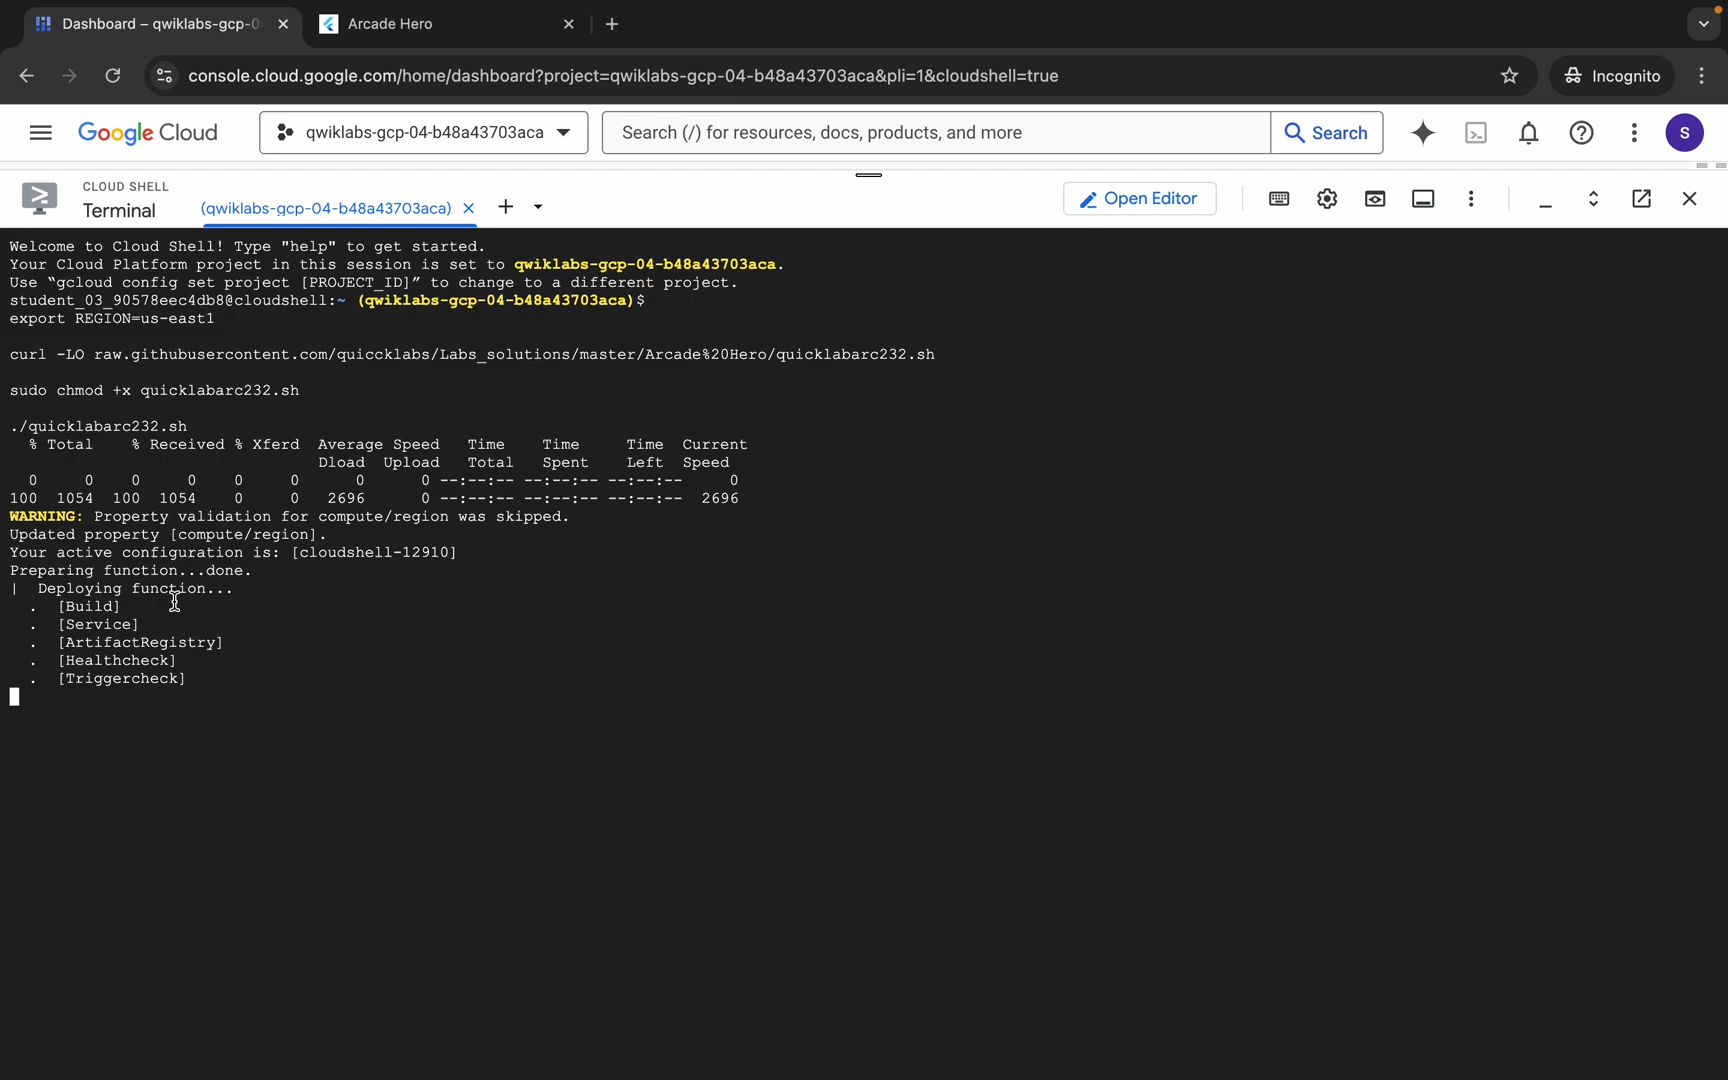 Dashboard – qwiklabs-gcp-0
Arcade Hero
console.cloud.google.com/home/dashboard?project=qwiklabs-gcp-04-b48a43703aca&pli=1&cloudshell=true
Incognito
Google Cloud
qwiklabs-gcp-04-b48a43703aca
Search (/) for resources, docs, products, and more
Search
S
CLOUD SHELL
Terminal
(qwiklabs-gcp-04-b48a43703aca)
Open Editor
Welcome to Cloud Shell! Type "help" to get started.
Your Cloud Platform project in this session is set to qwiklabs-gcp-04-b48a43703aca.
Use “gcloud config set project [PROJECT_ID]” to change to a different project.
student_03_90578eec4db8@cloudshell:~ (qwiklabs-gcp-04-b48a43703aca)$
export REGION=us-east1
curl -LO raw.githubusercontent.com/quiccklabs/Labs_solutions/master/Arcade%20Hero/quicklabarc232.sh
sudo chmod +x quicklabarc232.sh
./quicklabarc232.sh
% Total % Received % Xferd Average Speed Time Time Time Current
Dload Upload Total Spent Left Speed
0 0 0 0 0 0 0 0 --:--:-- --:--:-- --:--:-- 0
100 1054 100 1054 0 0 2696 0 --:--:-- --:--:-- --:--:-- 2696
WARNING: Property validation for compute/region was skipped.
Updated property [compute/region].
Your active configuration is: [cloudshell-12910]
Preparing function...done.
| Deploying function...
. [Build]
. [Service]
. [ArtifactRegistry]
. [Healthcheck]
. [Triggercheck]